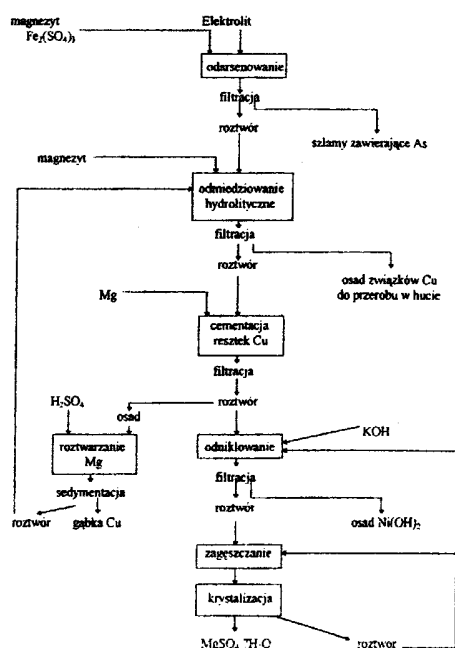 magnezyt
Fe₂(SO₄)₃
Elektrolit
odarsenowanie
filtracja
roztwór
szlamy zawierające As
magnezyt
odmiedziowanie
hydrolityczne
filtracja
roztwór
osad związków Cu
do przerobu w hucie
Mg
cementacja
resztek Cu
filtracja
roztwór
H₂SO₄
osad
KOH
roztwarzanie
Mg
odniklowanie
sedymentacja
filtracja
roztwór
gąbka Cu
roztwór
osad Ni(OH)₂
zagęszczanie
krystalizacja
MgSO₄·7H₂O
roztwór